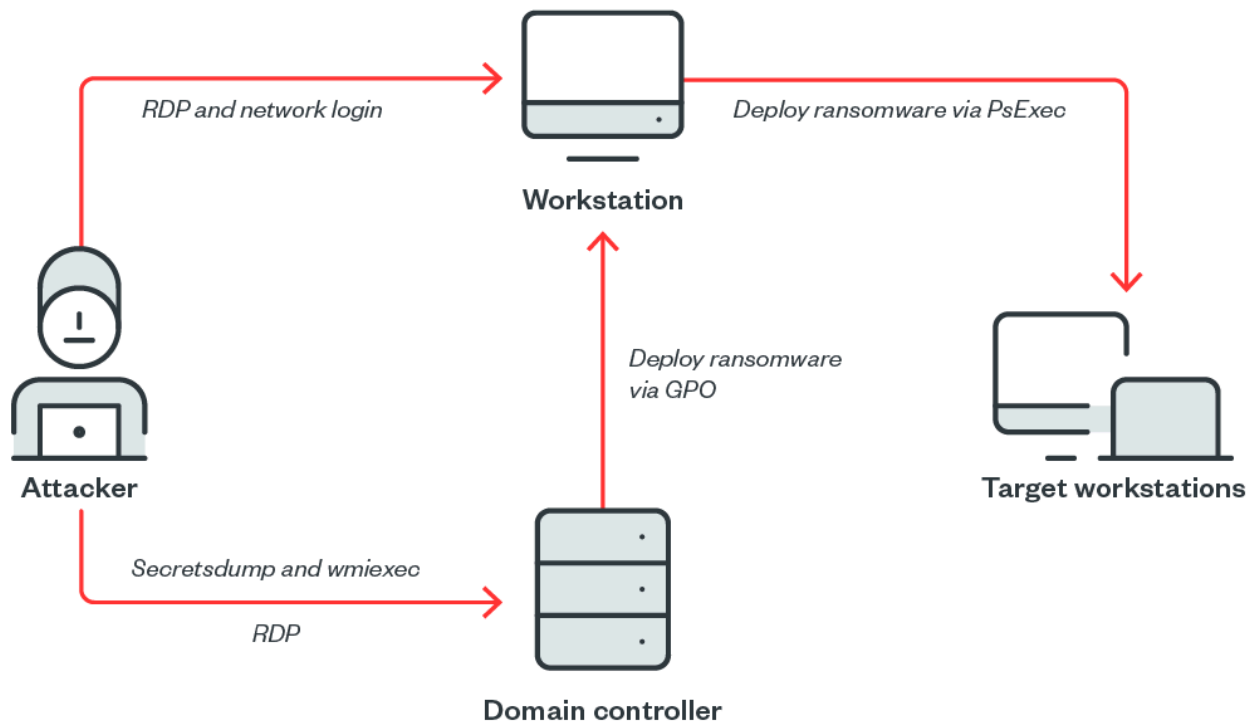 RDP and network login
Deploy ransomware via PsExec
Workstation
Deploy ransomware
via GPO
Attacker
Target workstations
Secretsdump and wmiexec
RDP
Domain controller